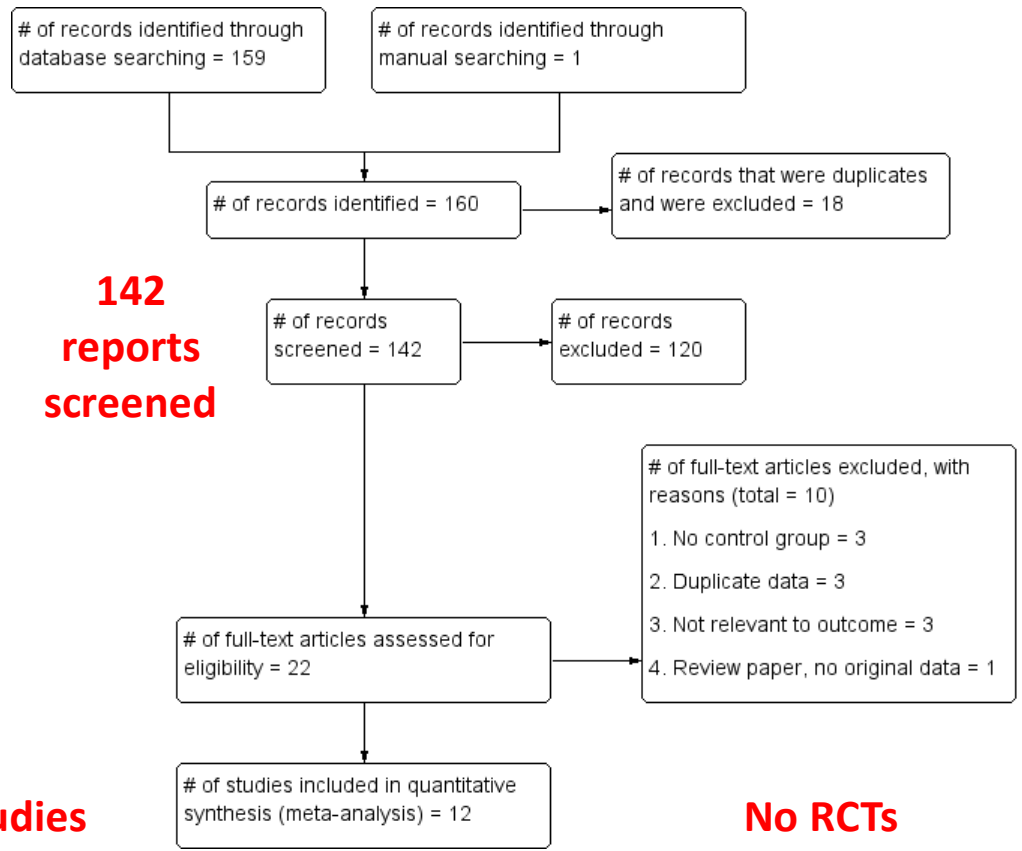 # of records identified through
database searching = 159
# of records identified through
manual searching = 1
# of records identified = 160
# of records that were duplicates
and were excluded = 18
142
reports
screened
# of records
screened = 142
# of records
excluded = 120
# of full-text articles excluded, with
reasons (total = 10)
1. No control group = 3
2. Duplicate data = 3
3. Not relevant to outcome = 3
4. Review paper, no original data = 1
# of full-text articles assessed for
eligibility = 22
# of studies included in quantitative
synthesis (meta-analysis) = 12
No RCTs